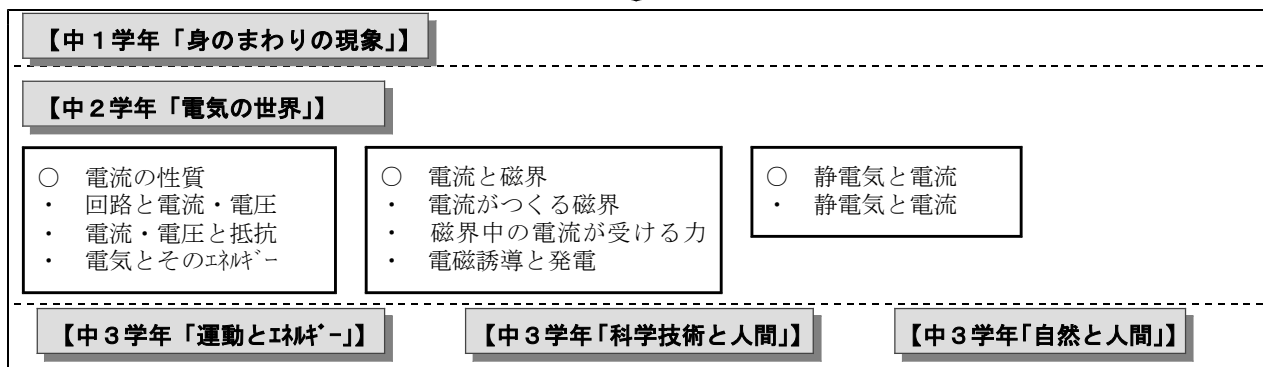 【中１学年「身のまわりの現象」】
【中２学年「電気の世界」】
○　電流の性質
・　回路と電流・電圧
・　電流・電圧と抵抗
・　電気とそのｴﾈﾙｷﾞｰ
○　電流と磁界
・　電流がつくる磁界
・　磁界中の電流が受ける力
・　電磁誘導と発電
○　静電気と電流
・　静電気と電流
【中３学年「運動とｴﾈﾙｷﾞｰ」】
【中３学年「科学技術と人間」】
【中３学年「自然と人間」】